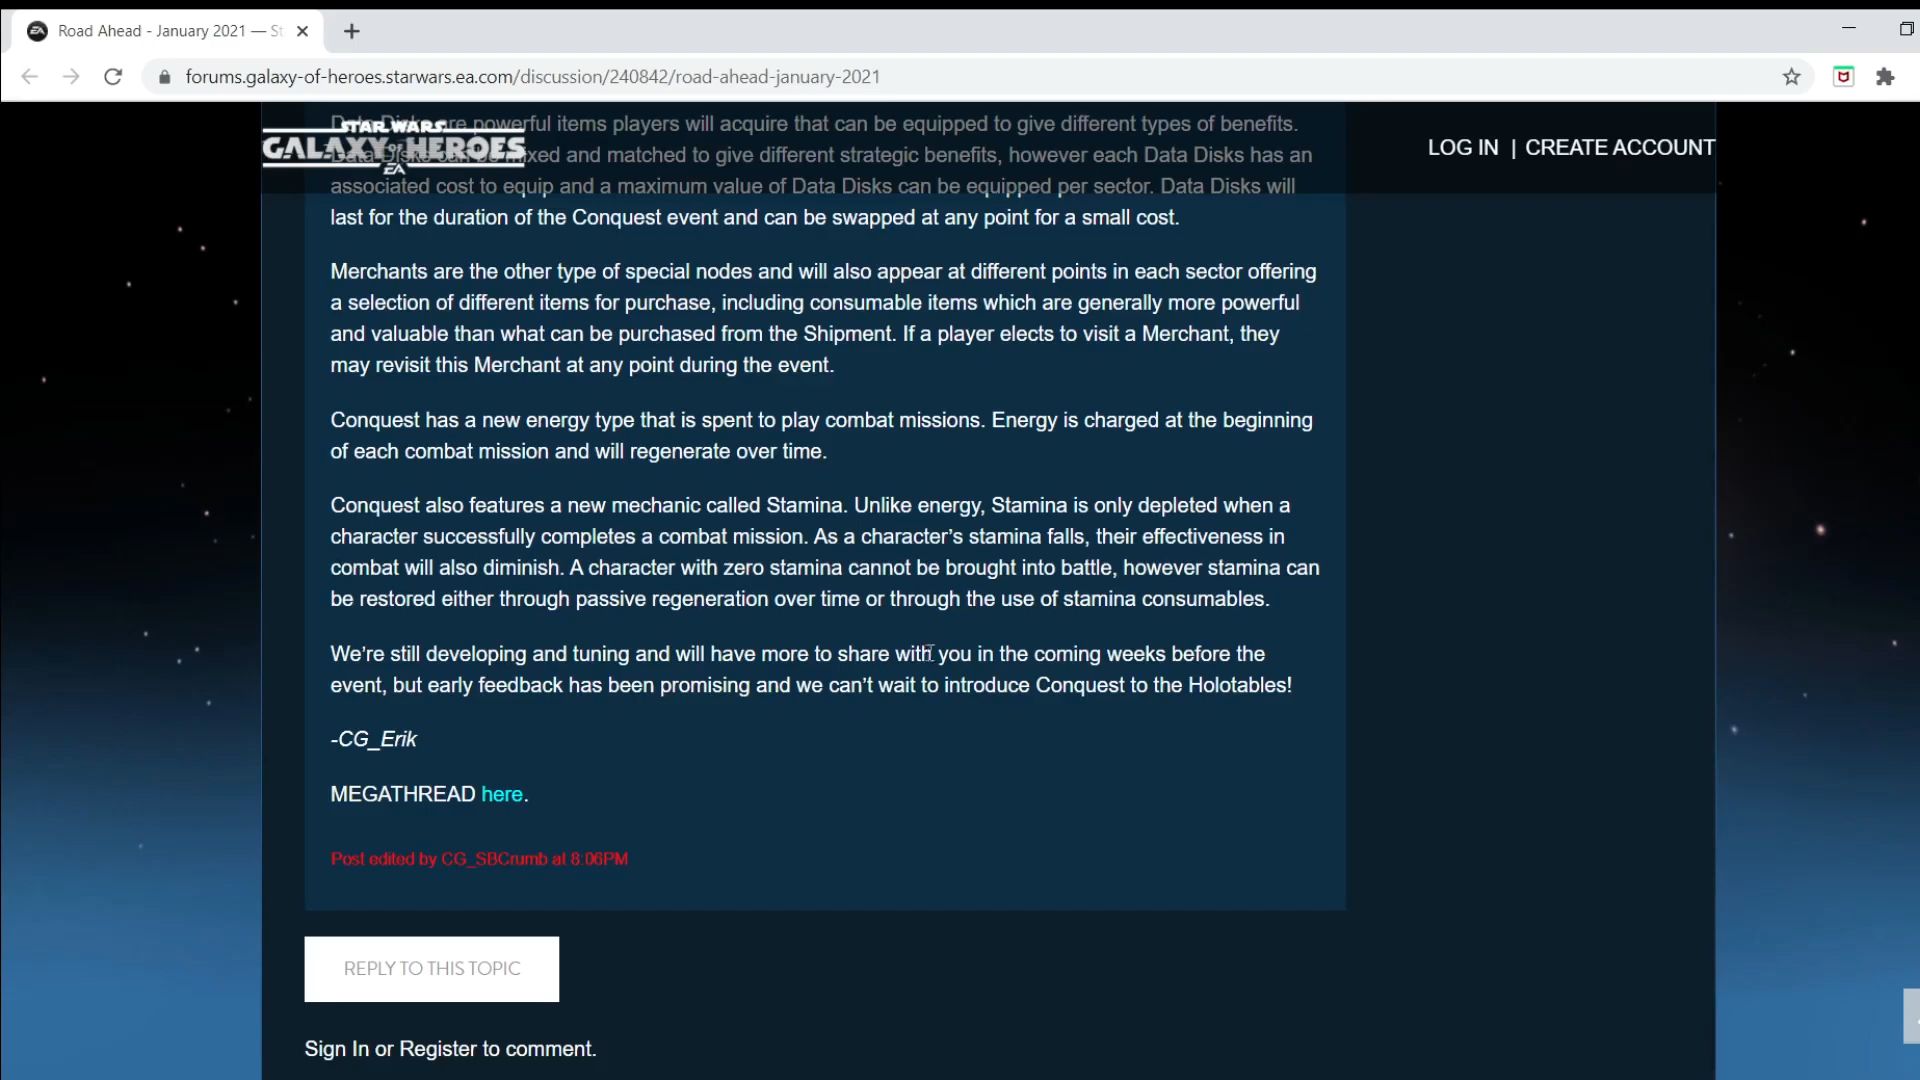 Road Ahead - January 2021 — St
forums.galaxy-of-heroes.starwars.ea.com/discussion/240842/road-ahead-january-2021
STAR WARS
GALAXY OF HEROES
EA
LOG IN | CREATE ACCOUNT
Data Disks are powerful items players will acquire that can be equipped to give different types of benefits.
Data Disks can be mixed and matched to give different strategic benefits, however each Data Disks has an
associated cost to equip and a maximum value of Data Disks can be equipped per sector. Data Disks will
last for the duration of the Conquest event and can be swapped at any point for a small cost.
Merchants are the other type of special nodes and will also appear at different points in each sector offering
a selection of different items for purchase, including consumable items which are generally more powerful
and valuable than what can be purchased from the Shipment. If a player elects to visit a Merchant, they
may revisit this Merchant at any point during the event.
Conquest has a new energy type that is spent to play combat missions. Energy is charged at the beginning
of each combat mission and will regenerate over time.
Conquest also features a new mechanic called Stamina. Unlike energy, Stamina is only depleted when a
character successfully completes a combat mission. As a character’s stamina falls, their effectiveness in
combat will also diminish. A character with zero stamina cannot be brought into battle, however stamina can
be restored either through passive regeneration over time or through the use of stamina consumables.
We’re still developing and tuning and will have more to share with you in the coming weeks before the
event, but early feedback has been promising and we can’t wait to introduce Conquest to the Holotables!
-CG_Erik
MEGATHREAD here.
Post edited by CG_SBCrumb at 8:06PM
REPLY TO THIS TOPIC
Sign In or Register to comment.